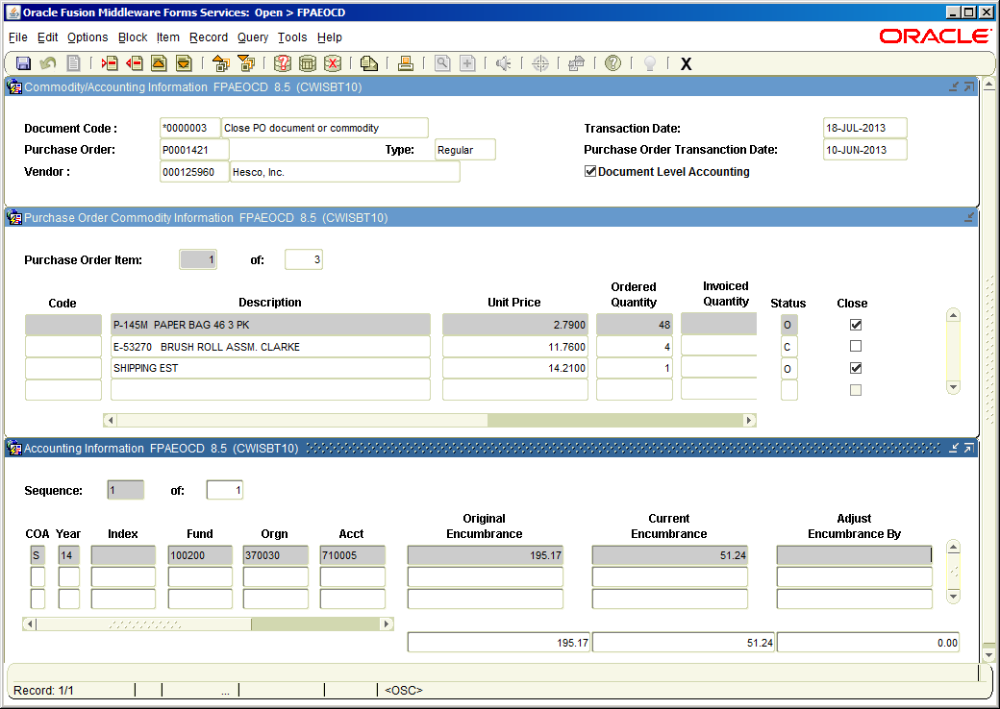 Oracle Fusion Middleware Forms Services: Open > FPAEOCD
File Edit Options Block Item Record Query Tools Help
ORACLE
X
Commodity/Accounting Information FPAEOCD 8.5 (CWISBT10)
Document Code : *0000003 Close PO document or commodity Transaction Date: 18-JUL-2013
Purchase Order: P0001421 Type: Regular Purchase Order Transanction Date: 10-JUN-2013
Vendor : 000125960 Hesco, Inc. Document Level Accounting
Purchase Order Commodity Information FPAEOCD 8.5 (CWISBT10)
Purchase Order Item: 1 of: 3
Code Description Unit Price Ordered Quantity Invoiced Quantity Status Close
P-145M PAPER BAG 46 3 PK 2.7900 48 O
E-53270 BRUSH ROLL ASSM. CLARKE 11.7600 4 C
SHIPPING EST 14.2100 1 O
Accounting Information FPAEOCD 8.5 (CWISBT10)
Sequence: 1 of: 1
COA Year Index Fund Orgn Acct Original Encumbrance Current Encumbrance Adjust Encumbrance By
S 14 100200 370030 710005 195.17 51.24
195.17 51.24 0.00
Record: 1/1 ... <OSC>